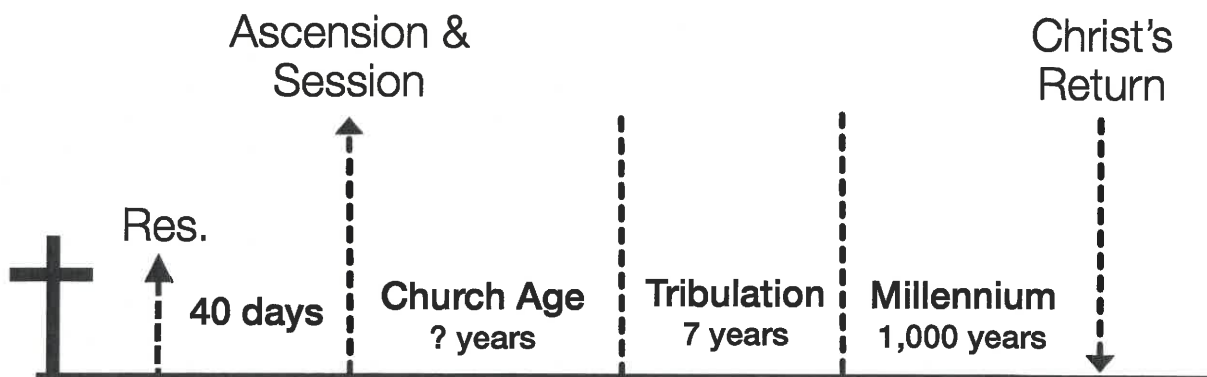 Ascension &
Session
Christ's
Return
Res.
40 days
Church Age
? years
Tribulation
7 years
Millennium
1,000 years